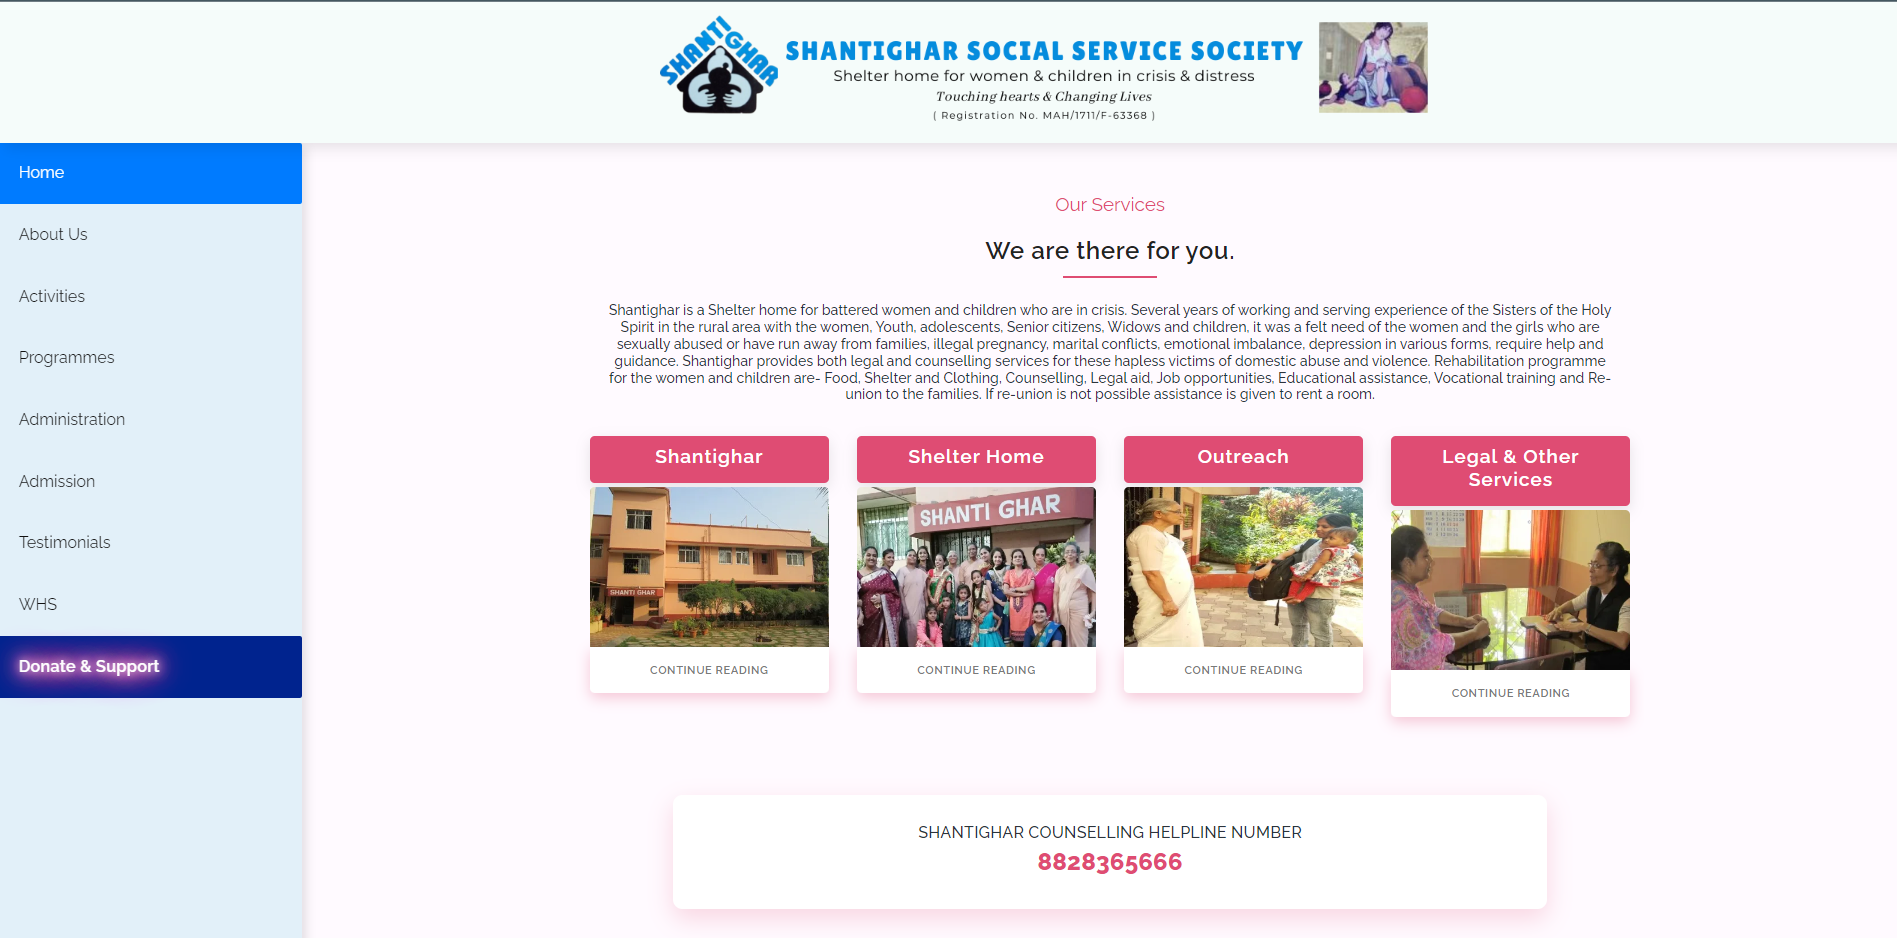 SHANTIGHAR
SHANTIGHAR SOCIAL SERVICE SOCIETY
Shelter home for women & children in crisis & distress
Touching hearts & Changing Lives
( Registration No. MAH/1711/F-63368 )
Home
About Us
Activities
Programmes
Administration
Admission
Testimonials
WHS
Donate & Support
Our Services
We are there for you.
Shantighar is a Shelter home for battered women and children who are in crisis. Several years of working and serving experience of the Sisters of the Holy
Spirit in the rural area with the women, Youth, adolescents, Senior citizens, Widows and children, it was a felt need of the women and the girls who are
sexually abused or have run away from families, illegal pregnancy, marital conflicts, emotional imbalance, depression in various forms, require help and
guidance. Shantighar provides both legal and counselling services for these hapless victims of domestic abuse and violence. Rehabilitation programme
for the women and children are- Food, Shelter and Clothing, Counselling, Legal aid, Job opportunities, Educational assistance, Vocational training and Re-
union to the families. If re-union is not possible assistance is given to rent a room.
Shantighar
SHANTI GHAR
CONTINUE READING
Shelter Home
SHANTI GHAR
CONTINUE READING
Outreach
CONTINUE READING
Legal & Other
Services
CONTINUE READING
SHANTIGHAR COUNSELLING HELPLINE NUMBER
8828365666